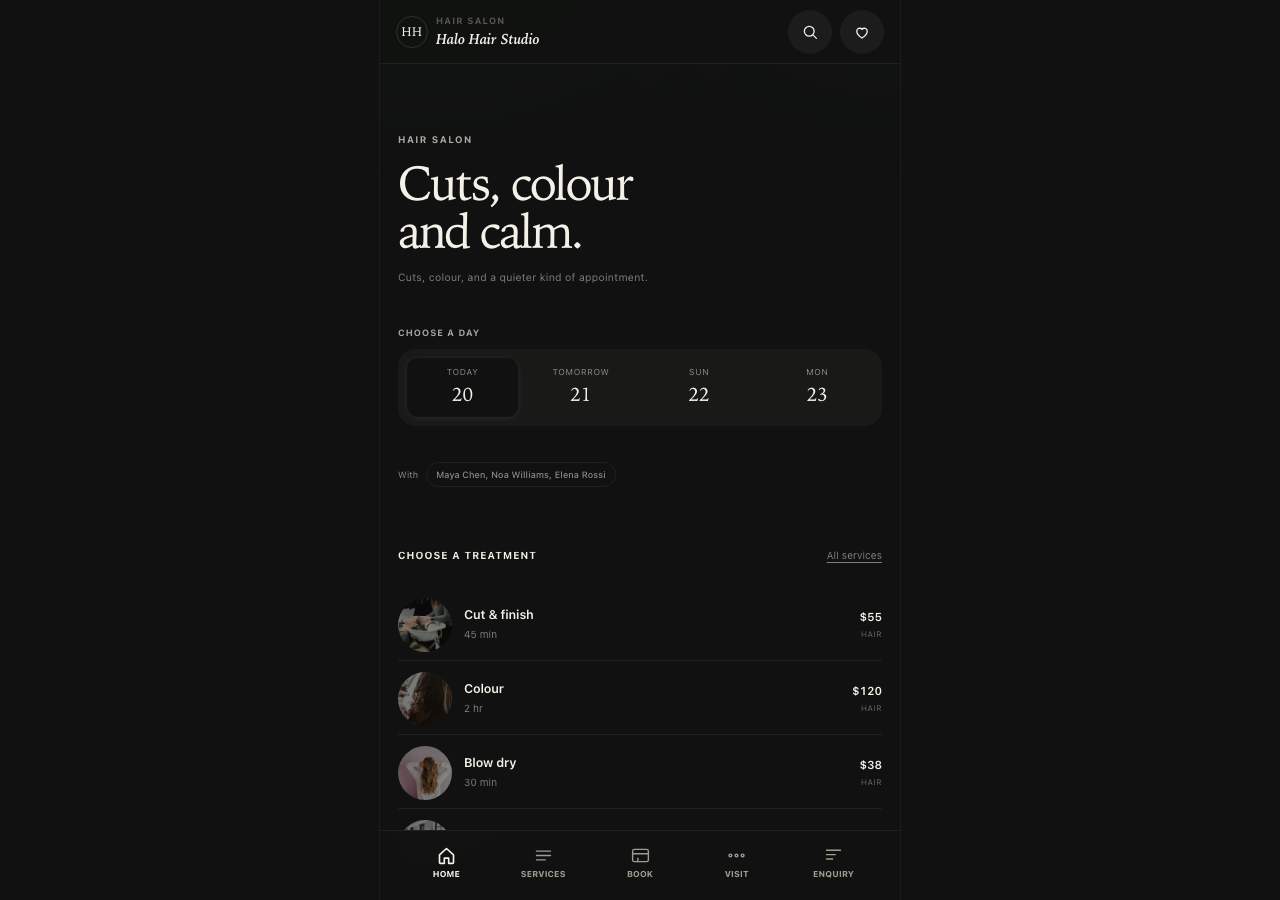 HH
HAIR SALON
Halo Hair Studio
HAIR SALON
Cuts, colour
and calm.
Cuts, colour, and a quieter kind of appointment.
CHOOSE A DAY
TODAY
20
TOMORROW
21
SUN
22
MON
23
With
Maya Chen, Noa Williams, Elena Rossi
CHOOSE A TREATMENT
All services
Cut & finish
45 min
$55
HAIR
Colour
2 hr
$120
HAIR
Blow dry
30 min
$38
HAIR
HOME
SERVICES
BOOK
VISIT
ENQUIRY